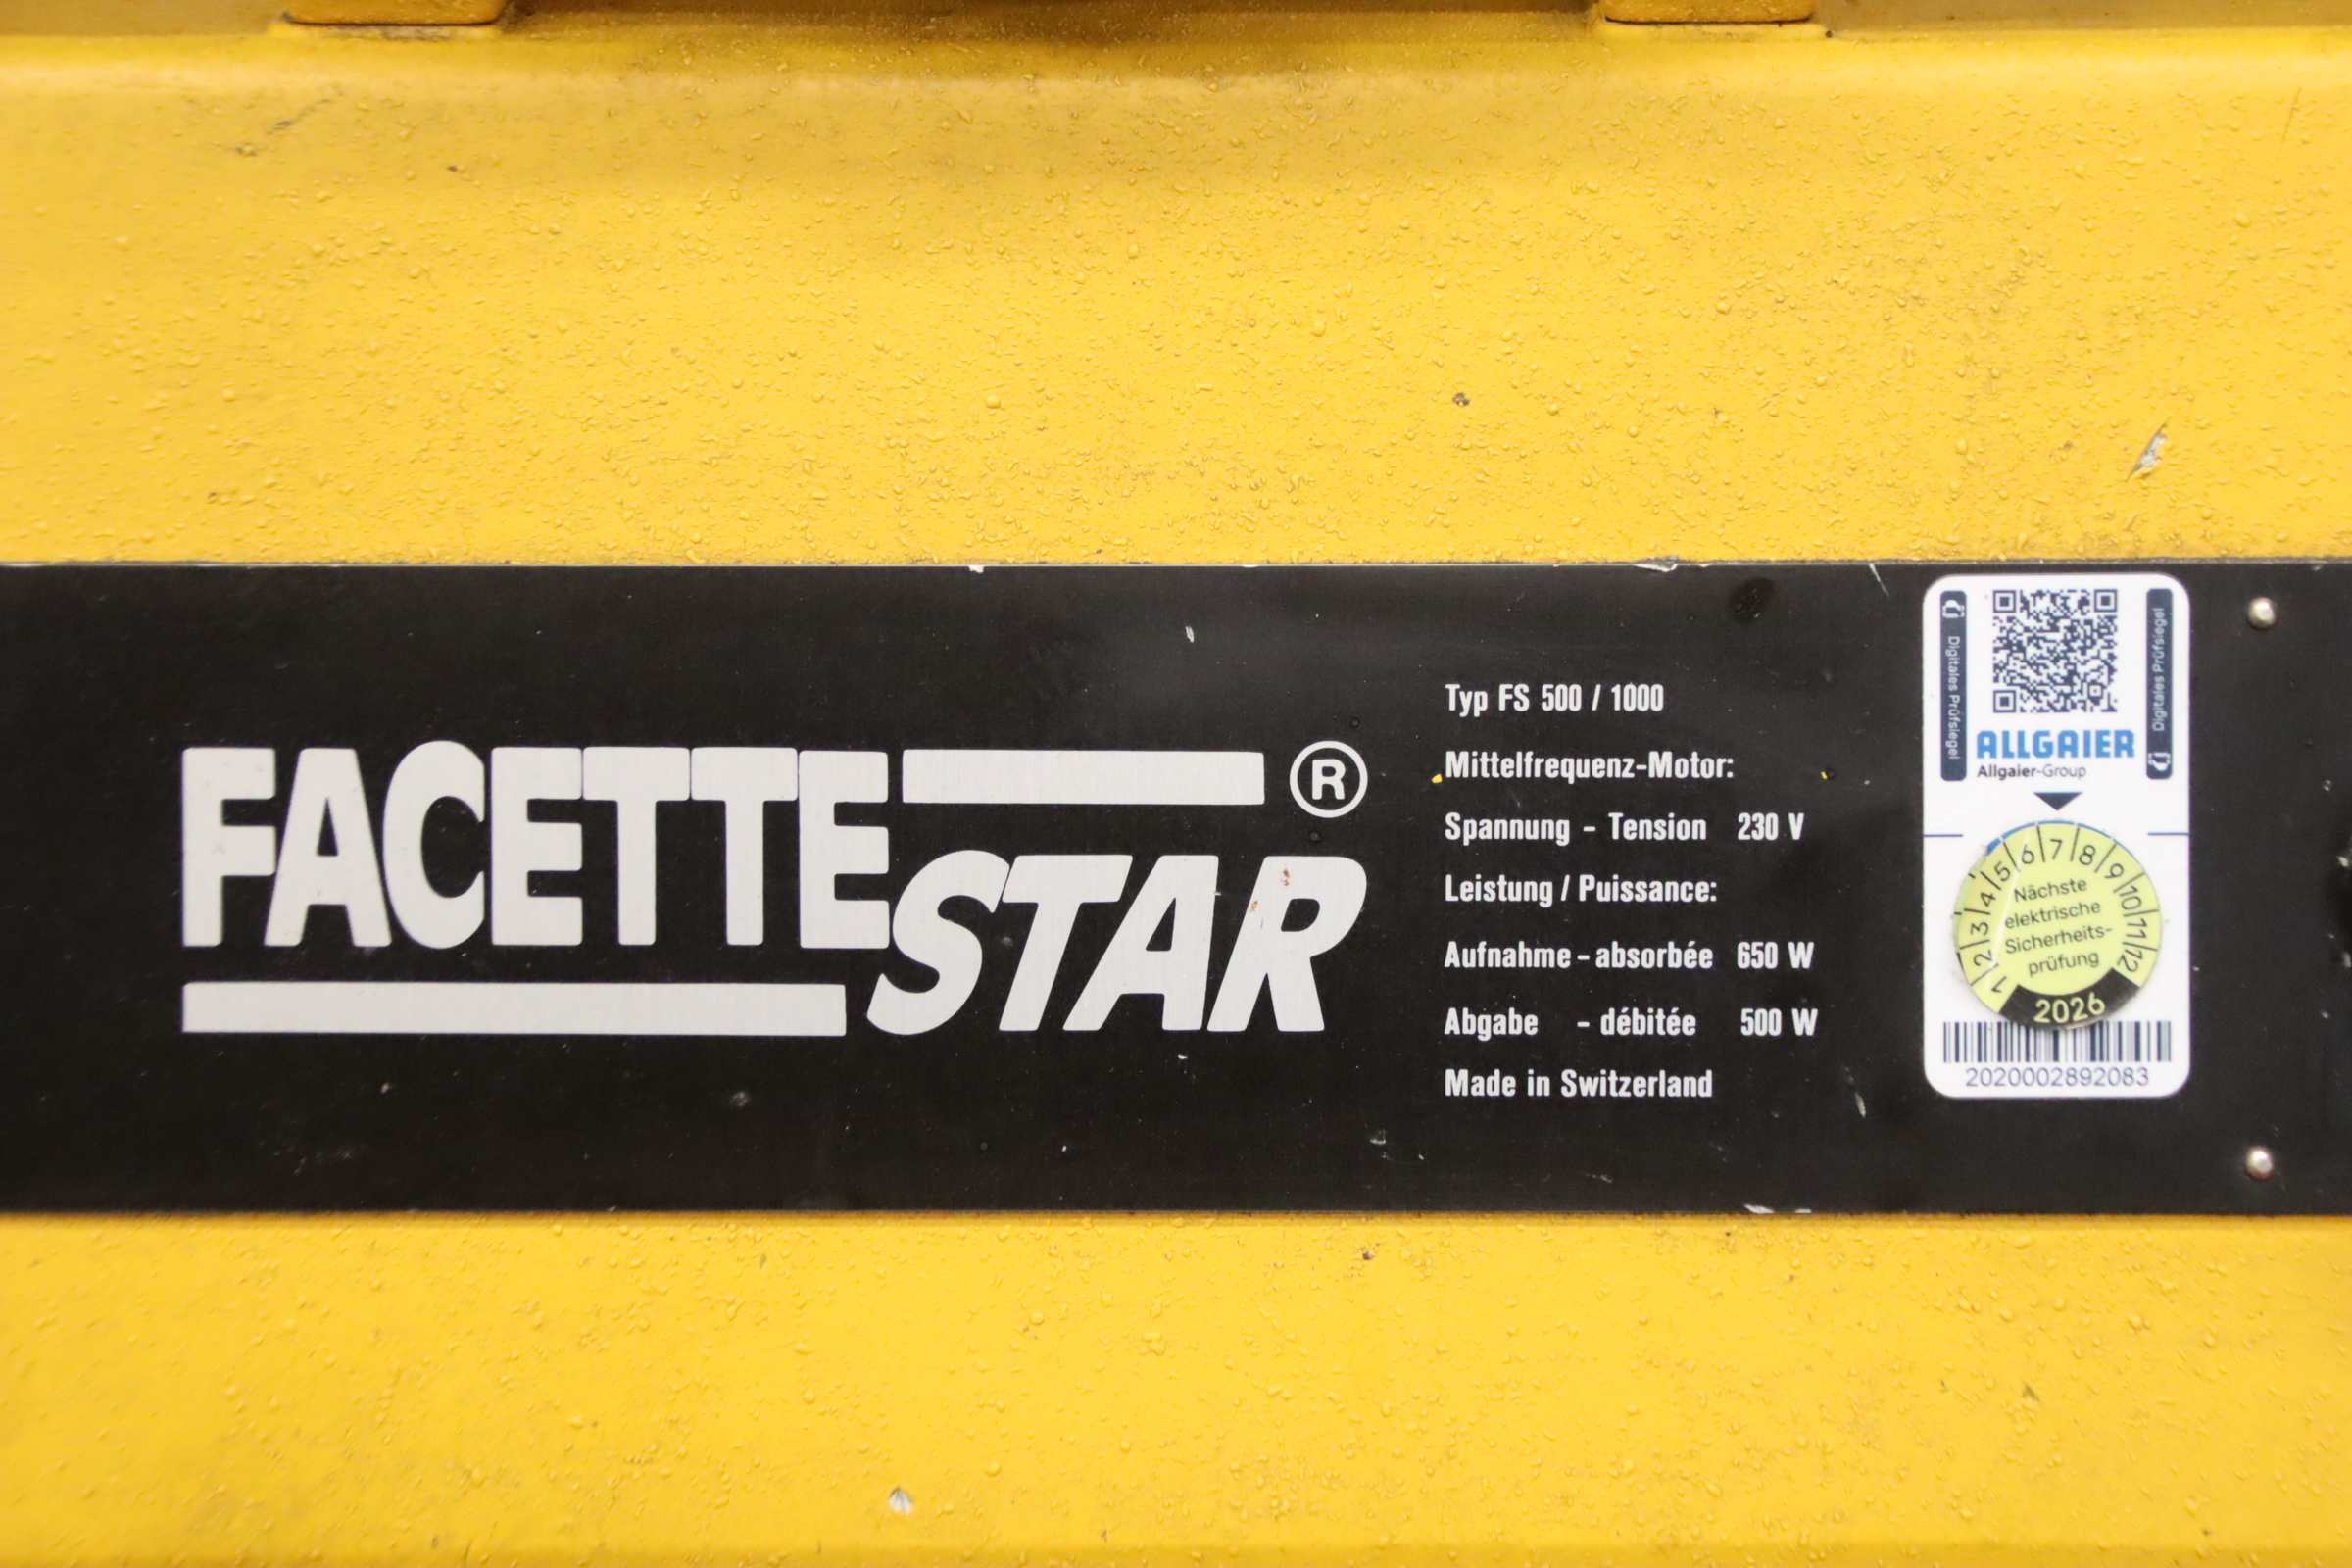 FACETTE ®
STAR
Typ FS 500 / 1000
Mittelfrequenz-Motor:
Spannung - Tension 230 V
Leistung / Puissance:
Aufnahme - absorbée 650 W
Abgabe - débitée 500 W
Made in Switzerland
Digitales Prüfsiegel
Digitales Prüfsiegel
ALLGAIER
Allgaier-Group
1 2 3 4 5 6 7 8 9 10 11 12
Nächste
elektrische
Sicherheits-
prüfung
2026
2020002892083